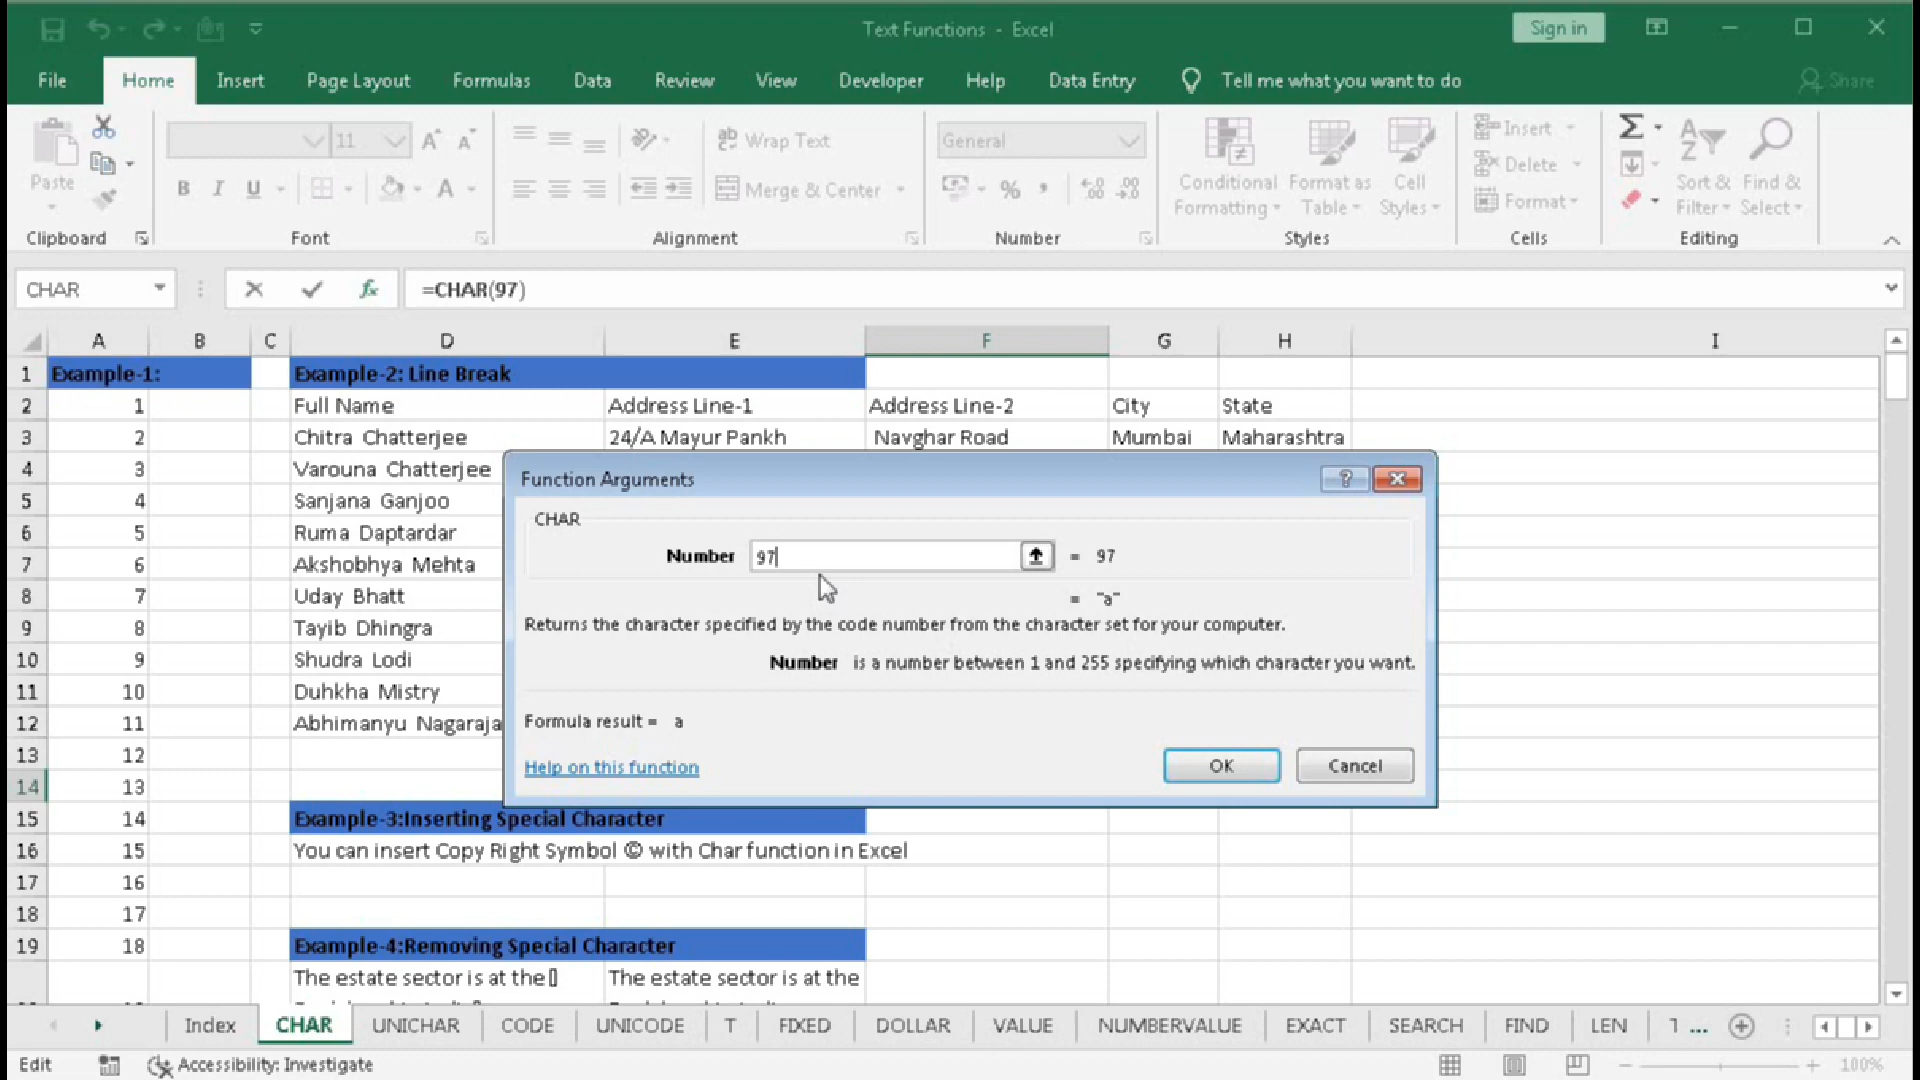 Text Functions - Excel
Sign in
File Home Insert Page Layout Formulas Data Review View Developer Help Data Entry Tell me what you want to do Share
Paste
Clipboard
11
B I U
Font
Wrap Text
Merge & Center
Alignment
General
Number
Conditional Formatting
Format as Table
Cell Styles
Styles
Insert
Delete
Format
Cells
Sort & Filter
Find & Select
Editing
CHAR
=CHAR(97)
A B C D E F G H I
1 Example-1: Example-2: Line Break
2 1 Full Name Address Line-1 Address Line-2 City State
3 2 Chitra Chatterjee 24/A Mayur Pankh Navghar Road Mumbai Maharashtra
4 3 Varouna Chatterjee
5 4 Sanjana Ganjoo
6 5 Ruma Daptardar
7 6 Akshobhya Mehta
8 7 Uday Bhatt
9 8 Tayib Dhingra
10 9 Shudra Lodi
11 10 Duhkha Mistry
12 11 Abhimanyu Nagaraja
13 12
14 13
15 14 Example-3:Inserting Special Character
16 15 You can insert Copy Right Symbol © with Char function in Excel
17 16
18 17
19 18 Example-4:Removing Special Character
The estate sector is at the The estate sector is at the
Function Arguments
CHAR
Number 97 = 97
= "a"
Returns the character specified by the code number from the character set for your computer.
Number is a number between 1 and 255 specifying which character you want.
Formula result = a
Help on this function
OK Cancel
Index CHAR UNICHAR CODE UNICODE T FIXED DOLLAR VALUE NUMBERVALUE EXACT SEARCH FIND LEN T ...
Edit Accessibility: Investigate 100%